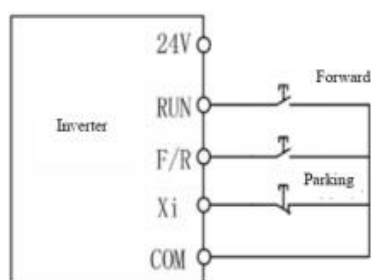 24V
Forward
RUN
Inverter
F/R
Parking
Xi
COM